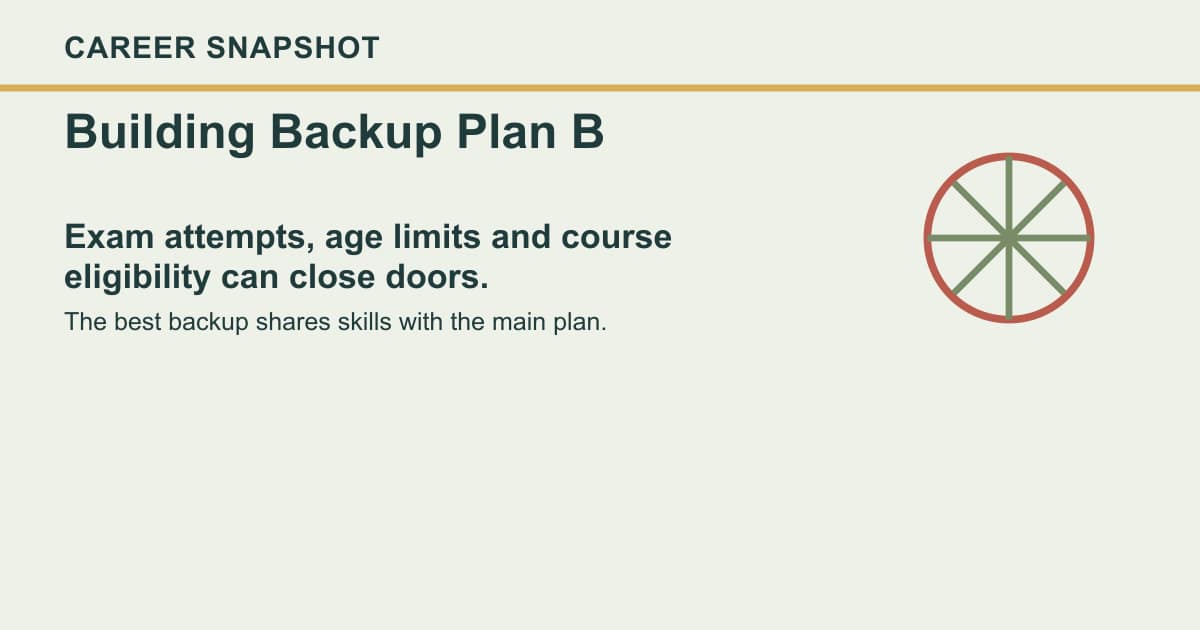 CAREER SNAPSHOT
Building Backup Plan B
Exam attempts, age limits and course
eligibility can close doors.
The best backup shares skills with the main plan.